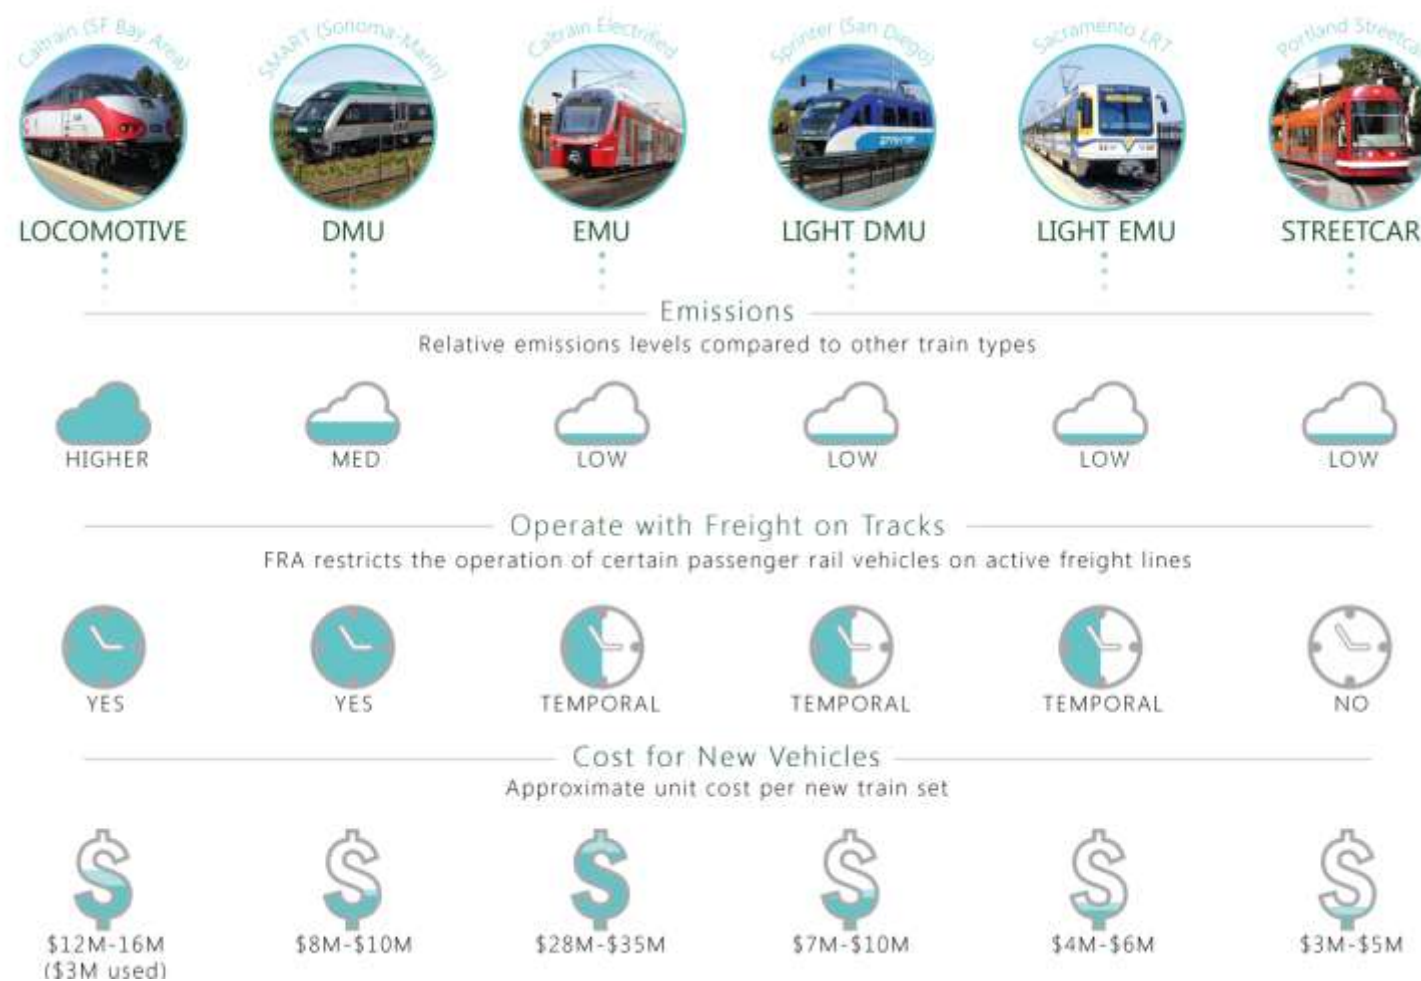 Caltrain (SF Bay Area)
SMART (Sonoma-Marin)
Caltrain Electrified
Sprinter (San Diego)
Sacramento LRT
Portland Streetca
LOCOMOTIVE
DMU
EMU
LIGHT DMU
LIGHT EMU
STREETCAR
Emissions
Relative emissions levels compared to other train types
HIGHER
MED
LOW
LOW
LOW
LOW
Operate with Freight on Tracks
FRA restricts the operation of certain passenger rail vehicles on active freight lines
YES
YES
TEMPORAL
TEMPORAL
TEMPORAL
NO
Cost for New Vehicles
Approximate unit cost per new train set
$12M-16M
($3M used)
$8M-$10M
$28M-$35M
$7M-$10M
$4M-$6M
$3M-$5M